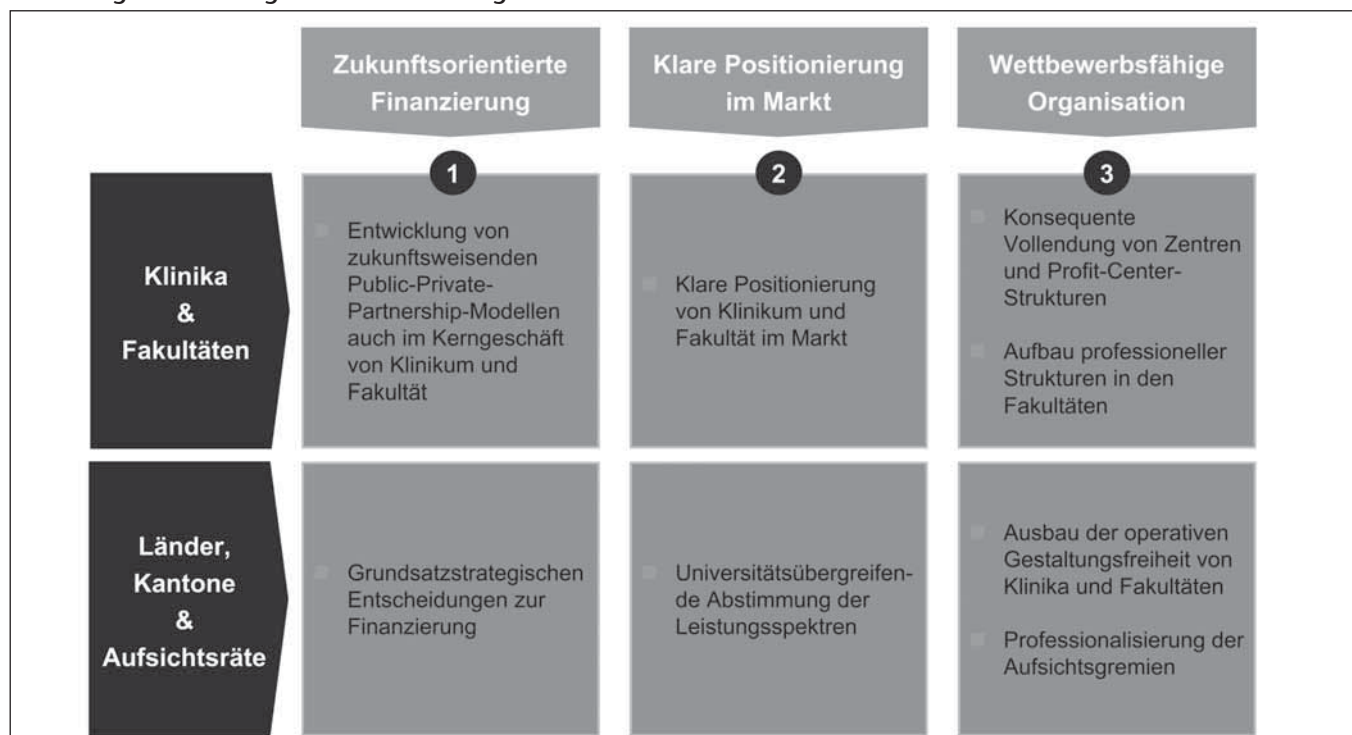 Zukunftsorientierte
Finanzierung
Klare Positionierung
im Markt
Wettbewerbsfähige
Organisation
1
2
3
Klinika
&
Fakultäten
Entwicklung von
zukunftsweisenden
Public-Private-
Partnership-Modellen
auch im Kerngeschäft
von Klinikum und
Fakultät
Klare Positionierung
von Klinikum und
Fakultät im Markt
Konsequente
Vollendung von Zentren
und Profit-Center-
Strukturen
Aufbau professioneller
Strukturen in den
Fakultäten
Länder,
Kantone
&
Aufsichtsräte
Grundsatzstrategischen
Entscheidungen zur
Finanzierung
Universitätsübergreifen-
de Abstimmung der
Leistungsspektren
Ausbau der operativen
Gestaltungsfreiheit von
Klinika und Fakultäten
Professionalisierung der
Aufsichtsgremien